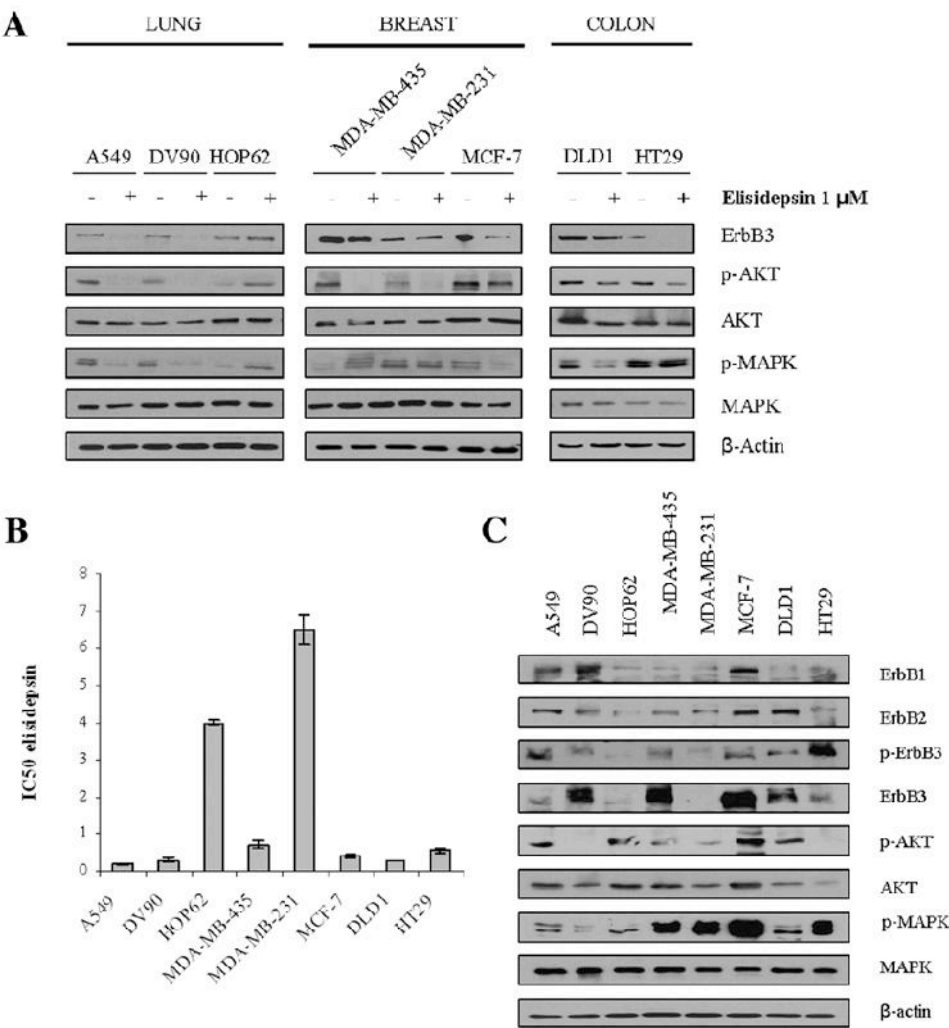 A
LUNG BREAST COLON
MDA-MB-435
MDA-MB-231
A549 DV90 HOP62 MCF-7 DLD1 HT29
- + - + - + - + - + - + - + - + Elisidepsin 1 μM
ErbB3
p-AKT
AKT
p-MAPK
MAPK
β-Actin
B
IC50 elisidepsin
8
7
6
5
4
3
2
1
0
A549
DV90
HOP62
MDA-MB-435
MDA-MB-231
MCF-7
DLD1
HT29
C
A549
DV90
HOP62
MDA-MB-435
MDA-MB-231
MCF-7
DLD1
HT29
ErbB1
ErbB2
p-ErbB3
ErbB3
p-AKT
AKT
p-MAPK
MAPK
β-actin